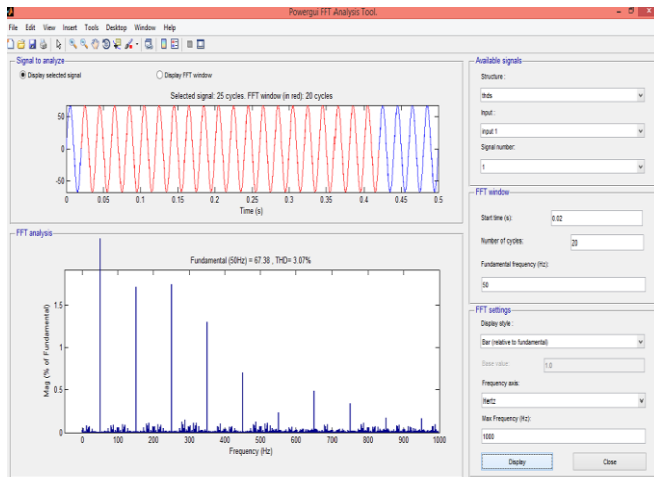 Powergui FFT Analysis Tool.
File Edit View Insert Tools Desktop Window Help
Signal to analyze
Display selected signal Display FFT window
Selected signal: 25 cycles. FFT window (in red): 20 cycles
50
0
-50
0 0.05 0.1 0.15 0.2 0.25 0.3 0.35 0.4 0.45 0.5
Time (s)
FFT analysis
Fundamental (50Hz) = 67.38 , THD= 3.07%
Mag (% of Fundamental)
1.5
1
0.5
0
0 100 200 300 400 500 600 700 800 900 1000
Frequency (Hz)
Available signals
Structure :
thds
Input :
input 1
Signal number:
1
FFT window
Start time (s): 0.02
Number of cycles: 20
Fundamental frequency (Hz):
50
FFT settings
Display style :
Bar (relative to fundamental)
Base value: 1.0
Frequency axis:
Hertz
Max Frequency (Hz):
1000
Display Close